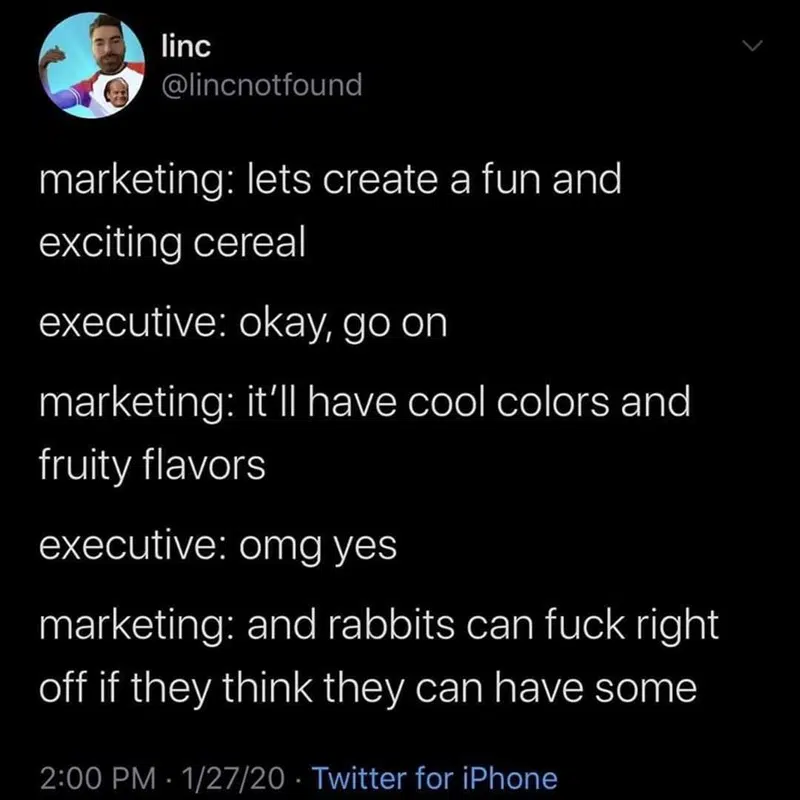 linc
@lincnotfound
marketing: lets create a fun and
exciting cereal
executive: okay, go on
marketing: it'll have cool colors and
fruity flavors
executive: omg yes
marketing: and rabbits can fuck right
off if they think they can have some
2:00 PM · 1/27/20 · Twitter for iPhone